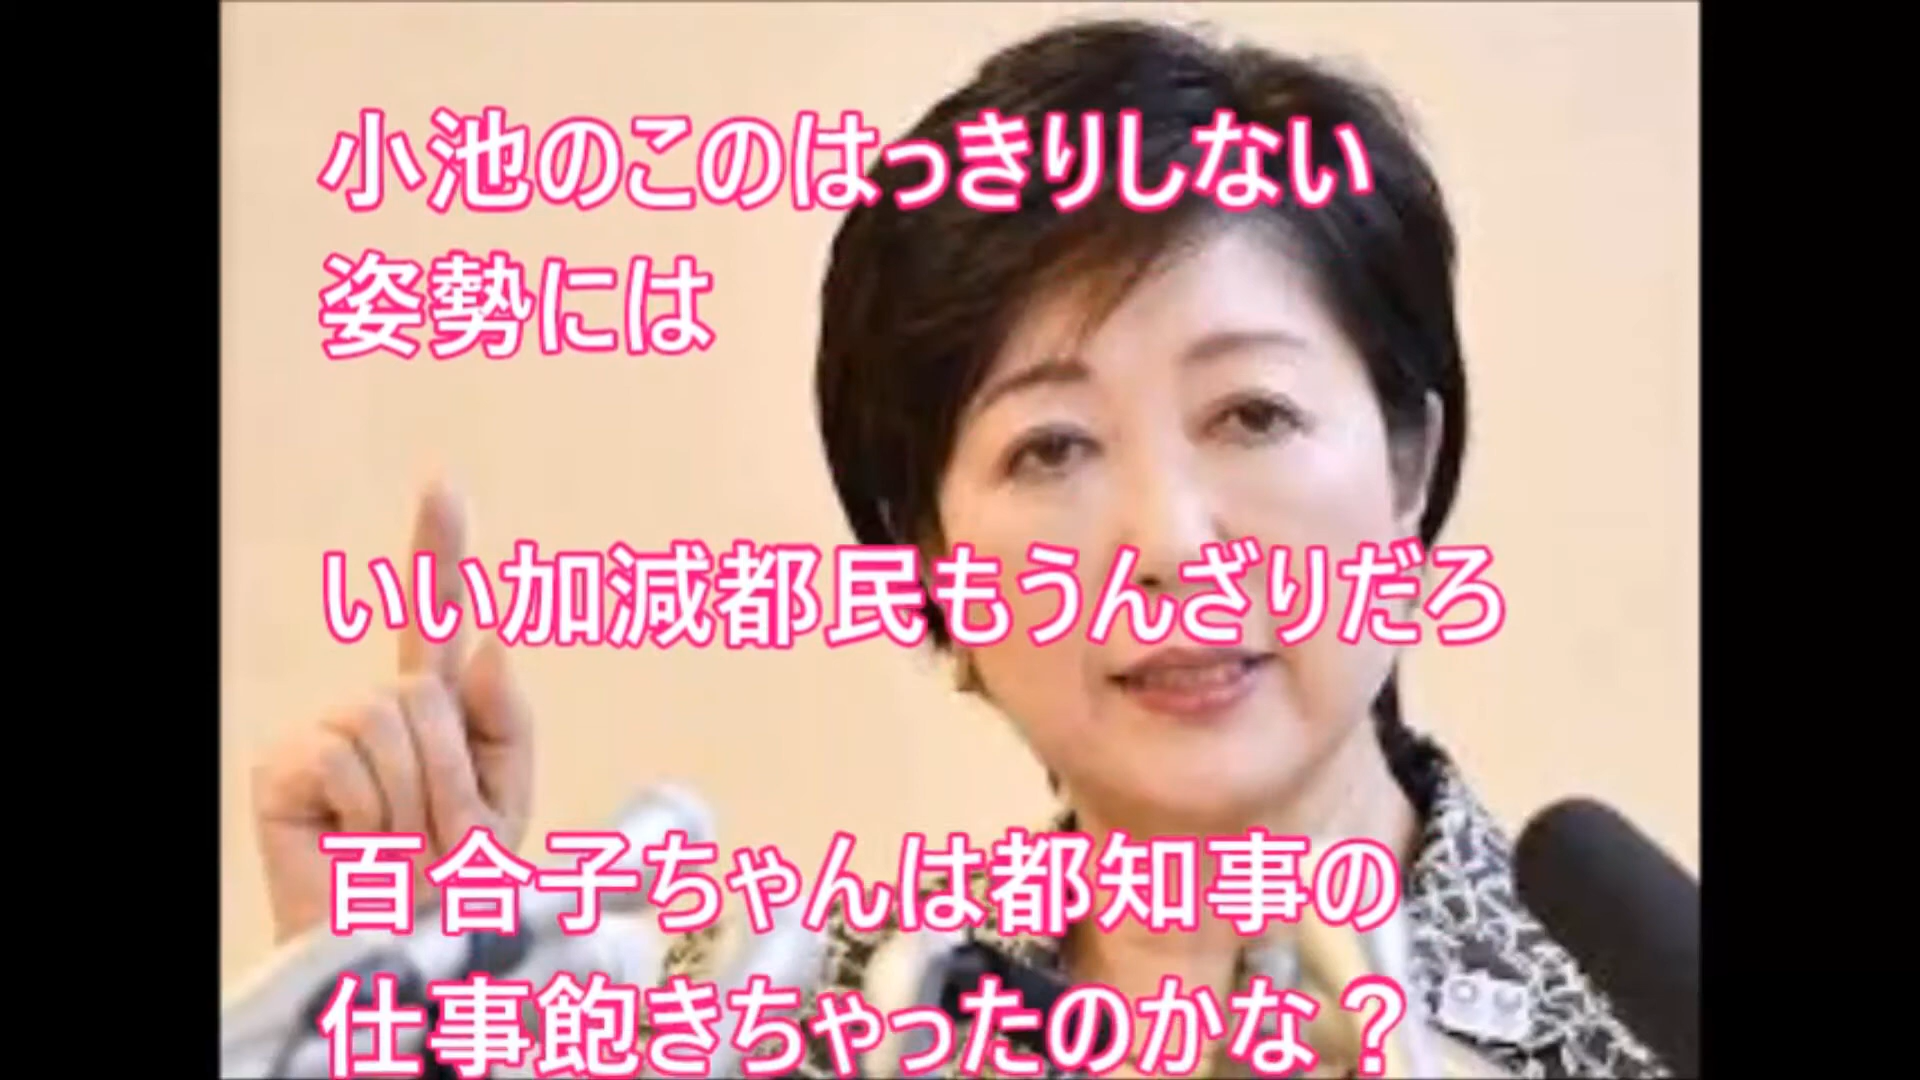 小池のこのはっきりしない
姿勢には
いい加減都民もうんざりだろ
百合子ちゃんは都知事の
仕事飽きちゃったのかな？